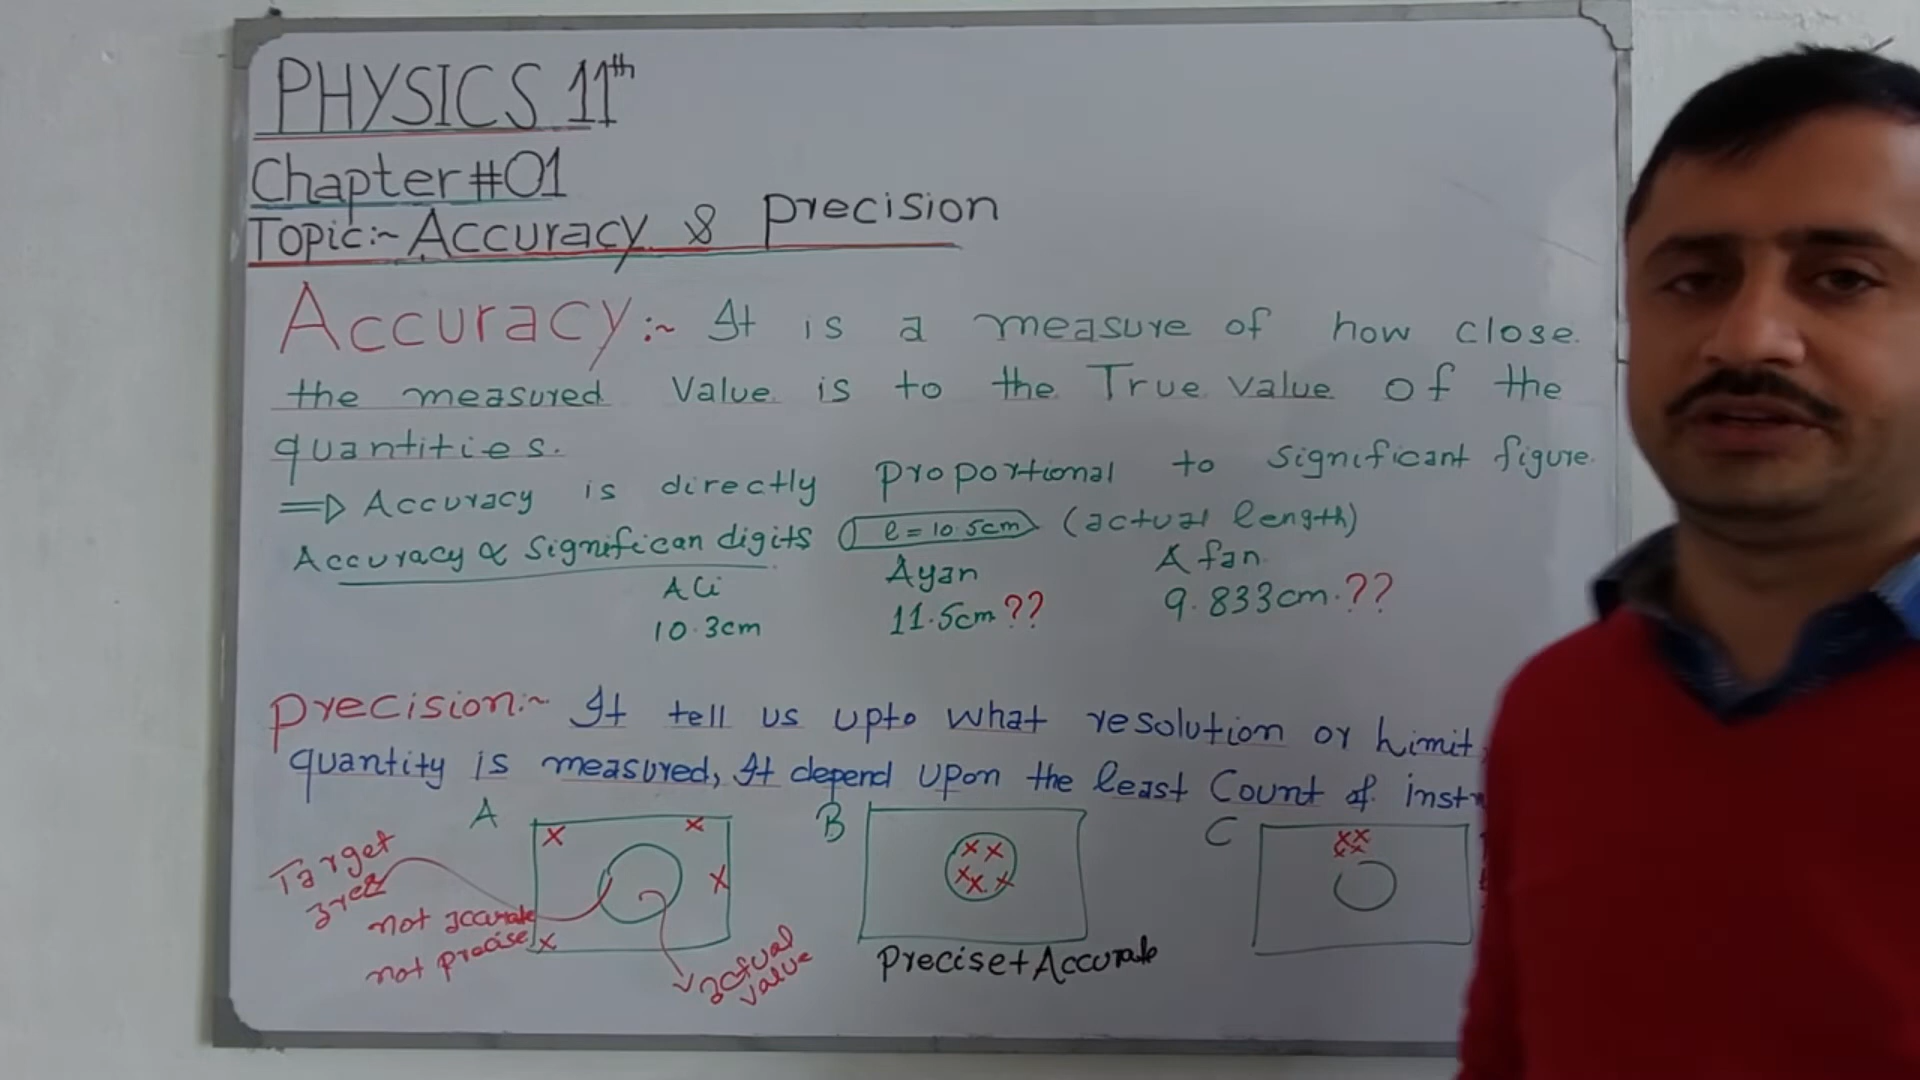 PHYSICS 11th
Chapter #01
Topic:- Accuracy & Precision
Accuracy:- It is a measure of how close
the measured Value is to the True value of the
quantities.
⇒ Accuracy is directly proportional to significant figure.
Accuracy ∝ Significan digits l = 10.5cm (actual length)
Ali Ayan Afan
10.3cm 11.5cm ?? 9.833cm. ??
Precision:- It tell us upto what resolution or Limit
quantity is measured, It depend upon the least Count of instr
A B C
Target
area
not accurate
not precise
actual
value
Precise + Accurate